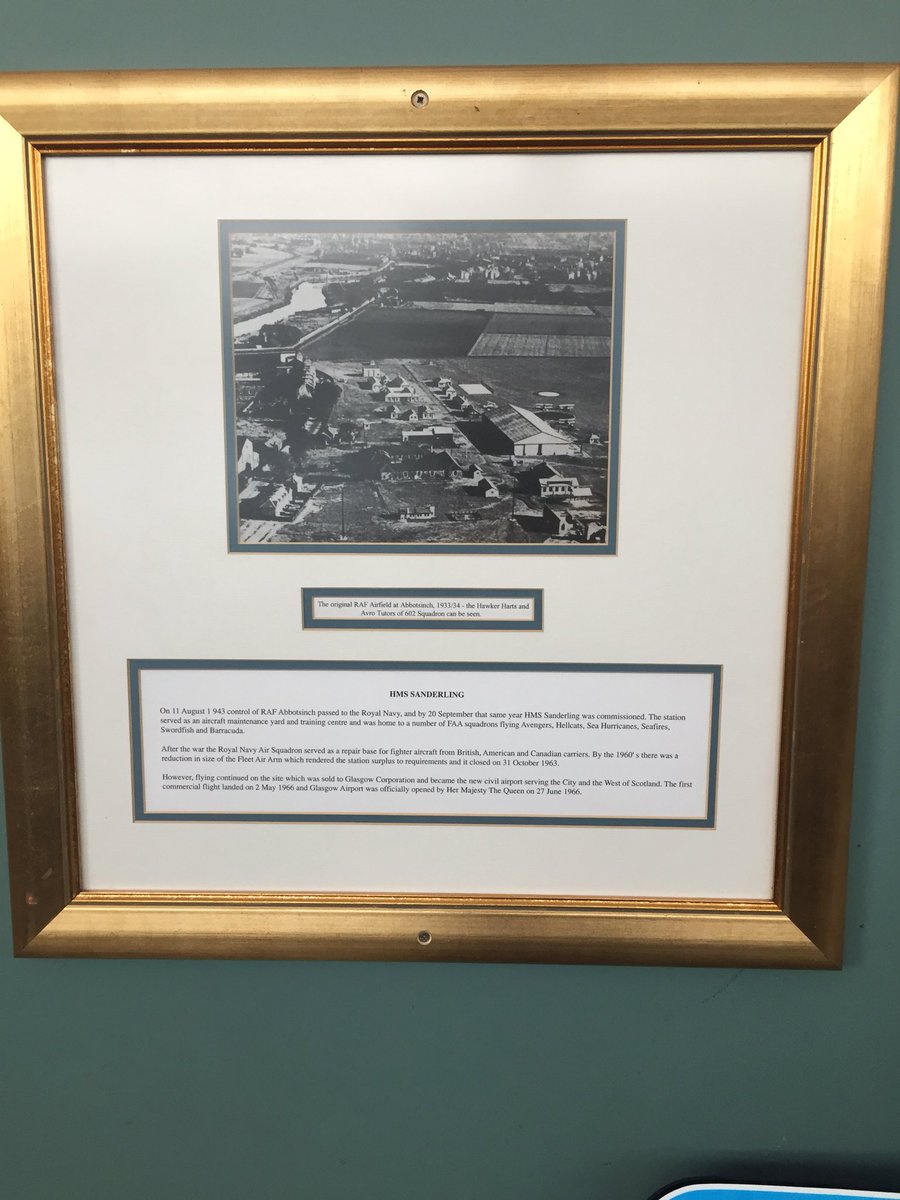 The original RAF Airfield at Abbotsinch, 1933/34 - the Hawker Harts and
Avro Tutors of 602 Squadron can be seen.
HMS SANDERLING
On 11 August 1 943 control of RAF Abbotsinch passed to the Royal Navy, and by 20 September that same year HMS Sanderling was commissioned. The station
served as an aircraft maintenance yard and training centre and was home to a number of FAA squadrons flying Avengers, Hellcats, Sea Hurricanes, Seafires,
Swordfish and Barracuda.
After the war the Royal Navy Air Squadron served as a repair base for fighter aircraft from British, American and Canadian carriers. By the 1960' s there was a
reduction in size of the Fleet Air Arm which rendered the station surplus to requirements and it closed on 31 October 1963.
However, flying continued on the site which was sold to Glasgow Corporation and became the new civil airport serving the City and the West of Scotland. The first
commercial flight landed on 2 May 1966 and Glasgow Airport was officially opened by Her Majesty The Queen on 27 June 1966.